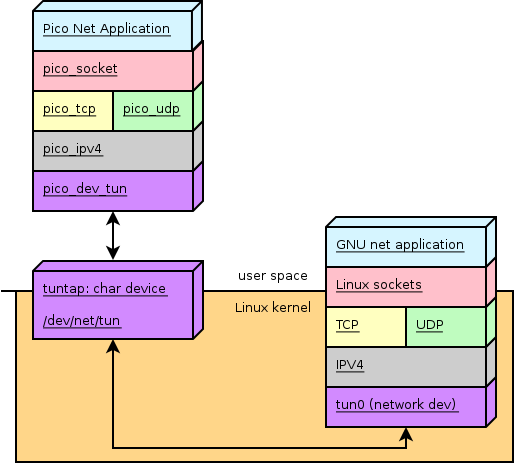 Pico Net Application
pico_socket
pico_tcp
pico_udp
pico_ipv4
pico_dev_tun
tuntap: char device
/dev/net/tun
user space
Linux kernel
GNU net application
Linux sockets
TCP
UDP
IPV4
tun0 (network dev)